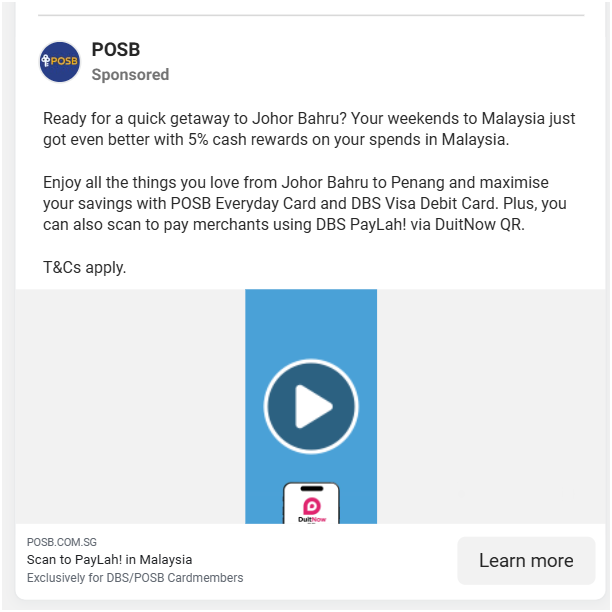 POSB
POSB
Sponsored
Ready for a quick getaway to Johor Bahru? Your weekends to Malaysia just
got even better with 5% cash rewards on your spends in Malaysia.
Enjoy all the things you love from Johor Bahru to Penang and maximise
your savings with POSB Everyday Card and DBS Visa Debit Card. Plus, you
can also scan to pay merchants using DBS PayLah! via DuitNow QR.
T&Cs apply.
DuitNow
POSB.COM.SG
Scan to PayLah! in Malaysia
Exclusively for DBS/POSB Cardmembers
Learn more